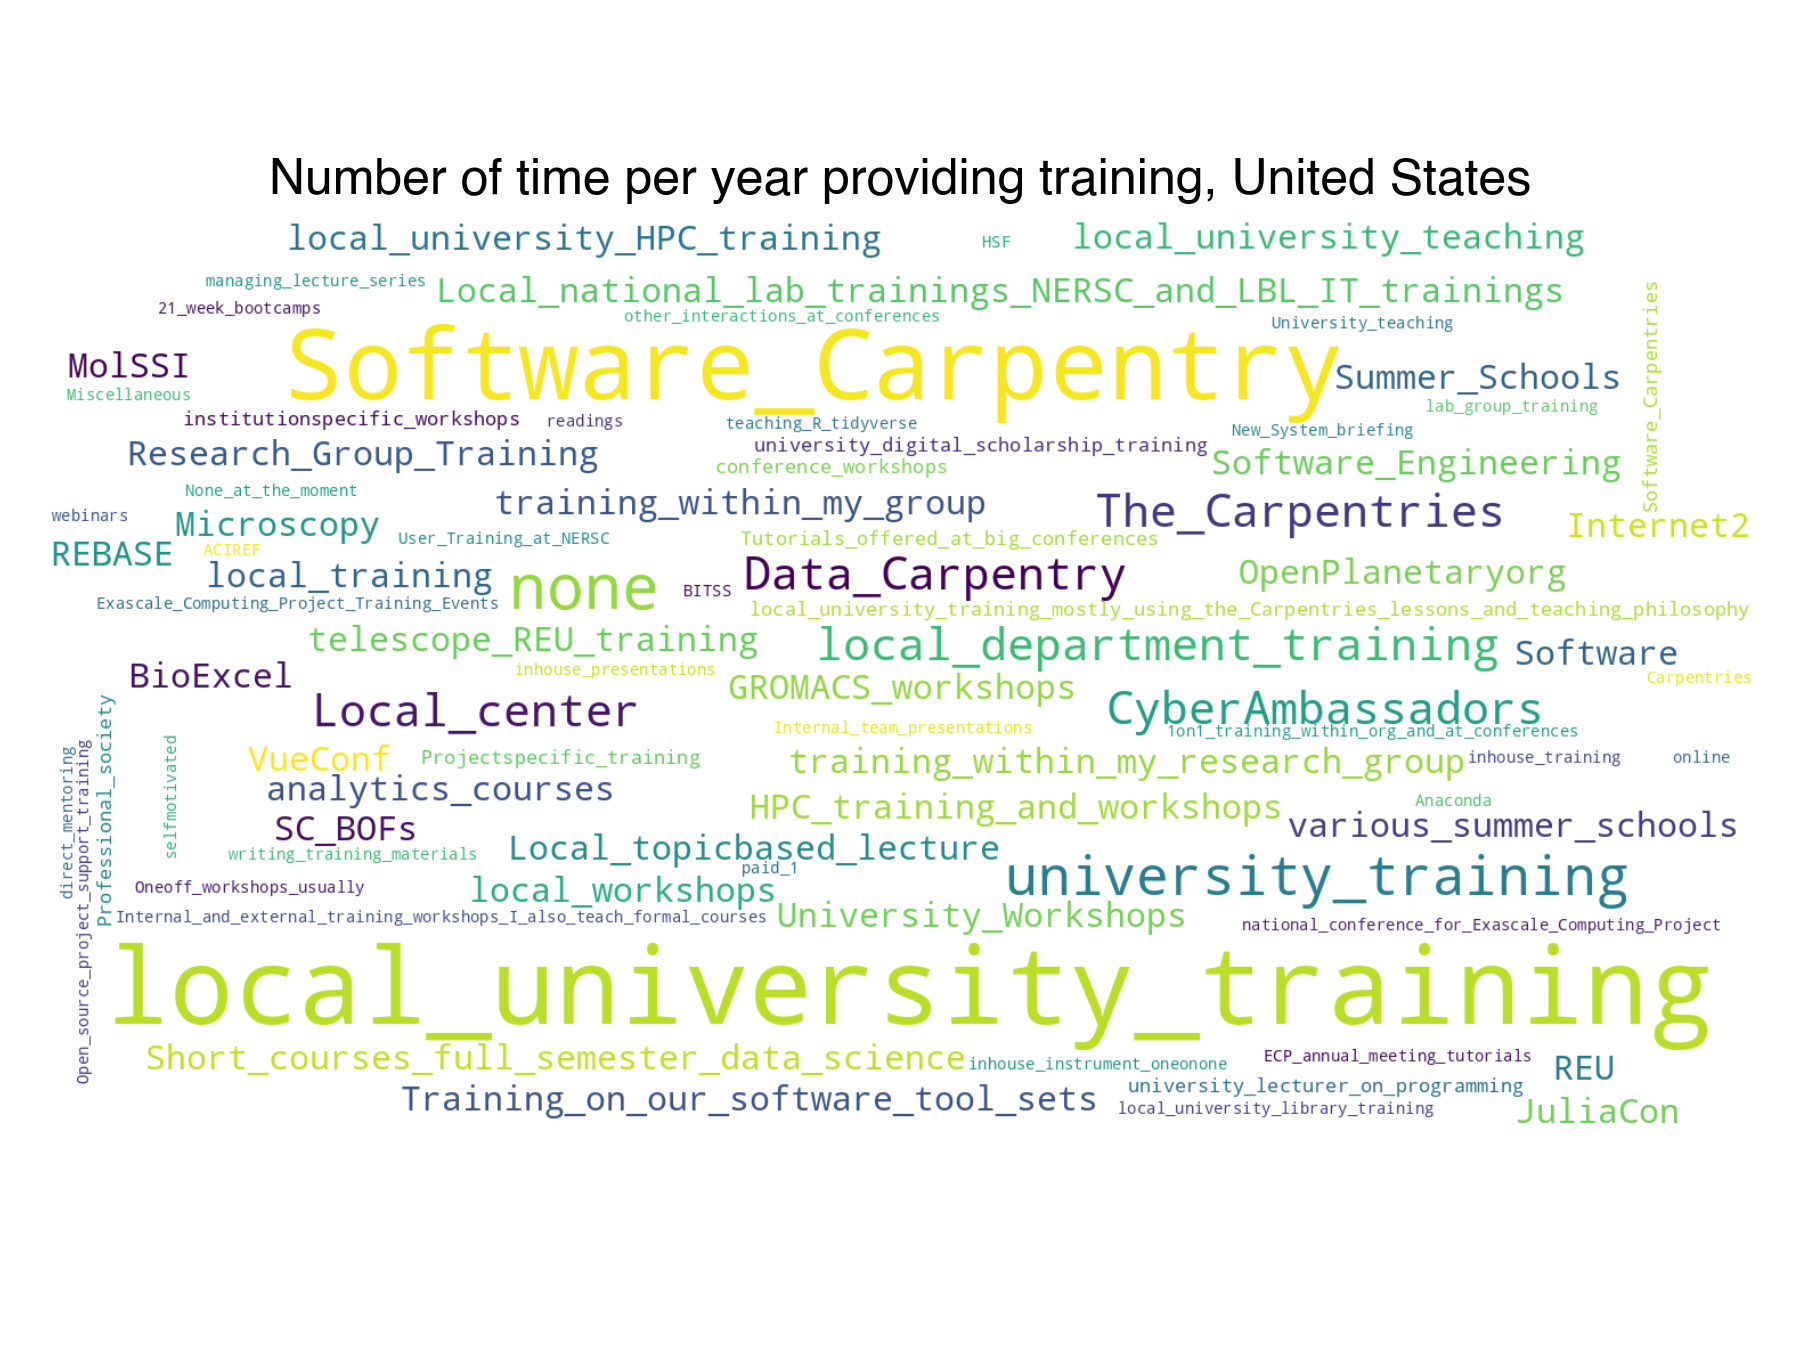 Number of time per year providing training, United States
local_university_HPC_training
HSF
local_university_teaching
managing_lecture_series
Local_national_lab_trainings_NERSC_and_LBL_IT_trainings
21_week_bootcamps
other_interactions_at_conferences
University_teaching
Software_Carpentries
MolSSI
Software_Carpentry
Summer_Schools
Miscellaneous
lab_group_training
institutionspecific_workshops
readings
teaching_R_tidyverse
New_System_briefing
university_digital_scholarship_training
Research_Group_Training
conference_workshops
Software_Engineering
None_at_the_moment
training_within_my_group
The_Carpentries
webinars
Microscopy
Internet2
User_Training_at_NERSC
Tutorials_offered_at_big_conferences
REBASE
ACIREF
local_training
none
BITSS
Data_Carpentry
OpenPlanetaryorg
Exascale_Computing_Project_Training_Events
local_university_training_mostly_using_the_Carpentries_lessons_and_teaching_philosophy
telescope_REU_training
local_department_training
Software
BioExcel
inhouse_presentations
GROMACS_workshops
Carpentries
Local_center
CyberAmbassadors
Internal_team_presentations
1on1_training_within_org_and_at_conferences
direct_mentoring
Open_source_project_support_training
Professional_society
selfmotivated
VueConf
Projectspecific_training
training_within_my_research_group
inhouse_training
online
analytics_courses
HPC_training_and_workshops
Anaconda
SC_BOFs
various_summer_schools
writing_training_materials
Local_topicbased_lecture
paid_1
university_training
Oneoff_workshops_usually
local_workshops
Internal_and_external_training_workshops_I_also_teach_formal_courses
University_Workshops
national_conference_for_Exascale_Computing_Project
local_university_training
Short_courses_full_semester_data_science
inhouse_instrument_oneonone
ECP_annual_meeting_tutorials
REU
Training_on_our_software_tool_sets
university_lecturer_on_programming
local_university_library_training
JuliaCon